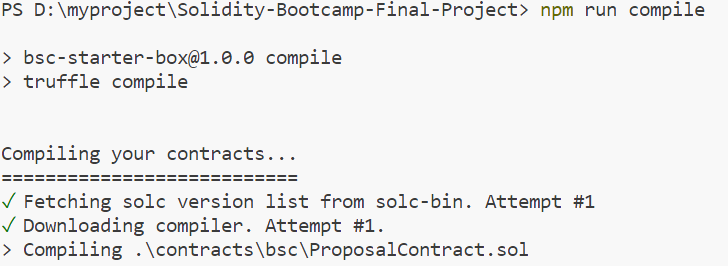 PS D:\myproject\Solidity-Bootcamp-Final-Project> npm run compile
> bsc-starter-box@1.0.0 compile
> truffle compile
Compiling your contracts...
===========================
✓ Fetching solc version list from solc-bin. Attempt #1
✓ Downloading compiler. Attempt #1.
> Compiling .\contracts\bsc\ProposalContract.sol